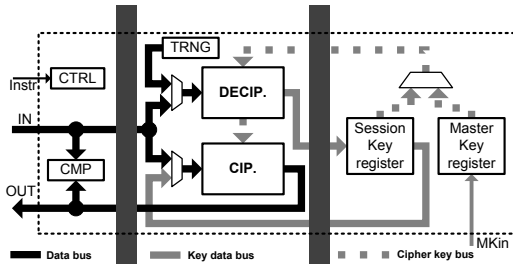 TRNG
Instr
CTRL
DECIP.
IN
Session
Key
register
Master
Key
register
CMP
CIP.
OUT
MKin
Data bus
Key data bus
Cipher key bus